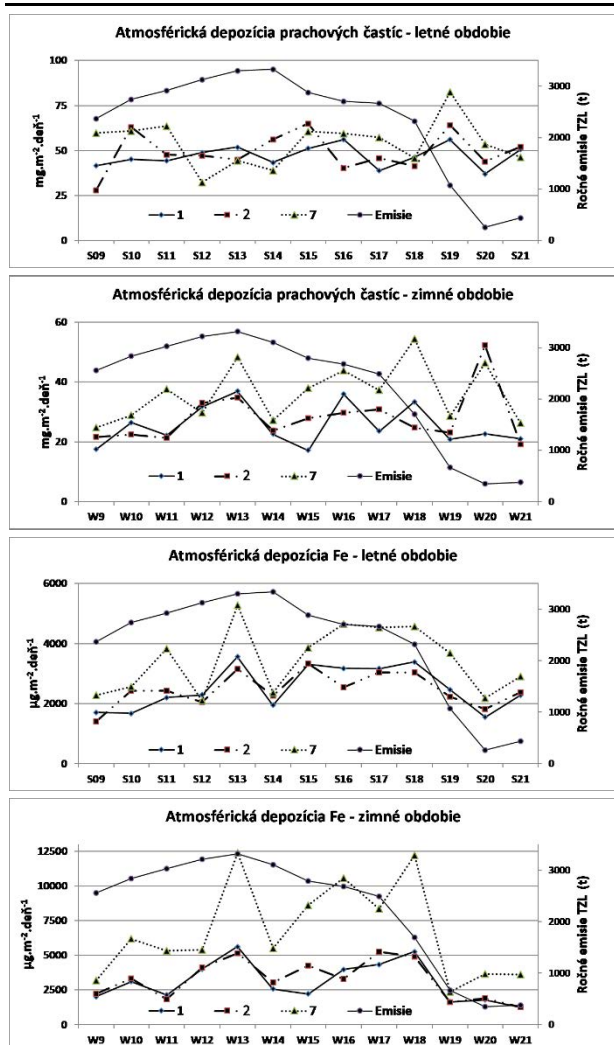 Atmosférická depozícia prachových častíc - letné obdobie
mg.m⁻².deň⁻¹
100
75
50
25
0
3000
2000
1000
0
Ročné emisie TZL (t)
1 2 7 Emisie
S09 S10 S11 S12 S13 S14 S15 S16 S17 S18 S19 S20 S21
Atmosférická depozícia prachových častíc - zimné obdobie
mg.m⁻².deň⁻¹
60
40
20
0
3000
2000
1000
0
Ročné emisie TZL (t)
1 2 7 Emisie
W9 W10 W11 W12 W13 W14 W15 W16 W17 W18 W19 W20 W21
Atmosférická depozícia Fe - letné obdobie
µg.m⁻².deň⁻¹
6000
4000
2000
0
3000
2000
1000
0
Ročné emisie TZL (t)
1 2 7 Emisie
S09 S10 S11 S12 S13 S14 S15 S16 S17 S18 S19 S20 S21
Atmosférická depozícia Fe - zimné obdobie
µg.m⁻².deň⁻¹
12500
10000
7500
5000
2500
0
3000
2000
1000
0
Ročné emisie TZL (t)
1 2 7 Emisie
W9 W10 W11 W12 W13 W14 W15 W16 W17 W18 W19 W20 W21